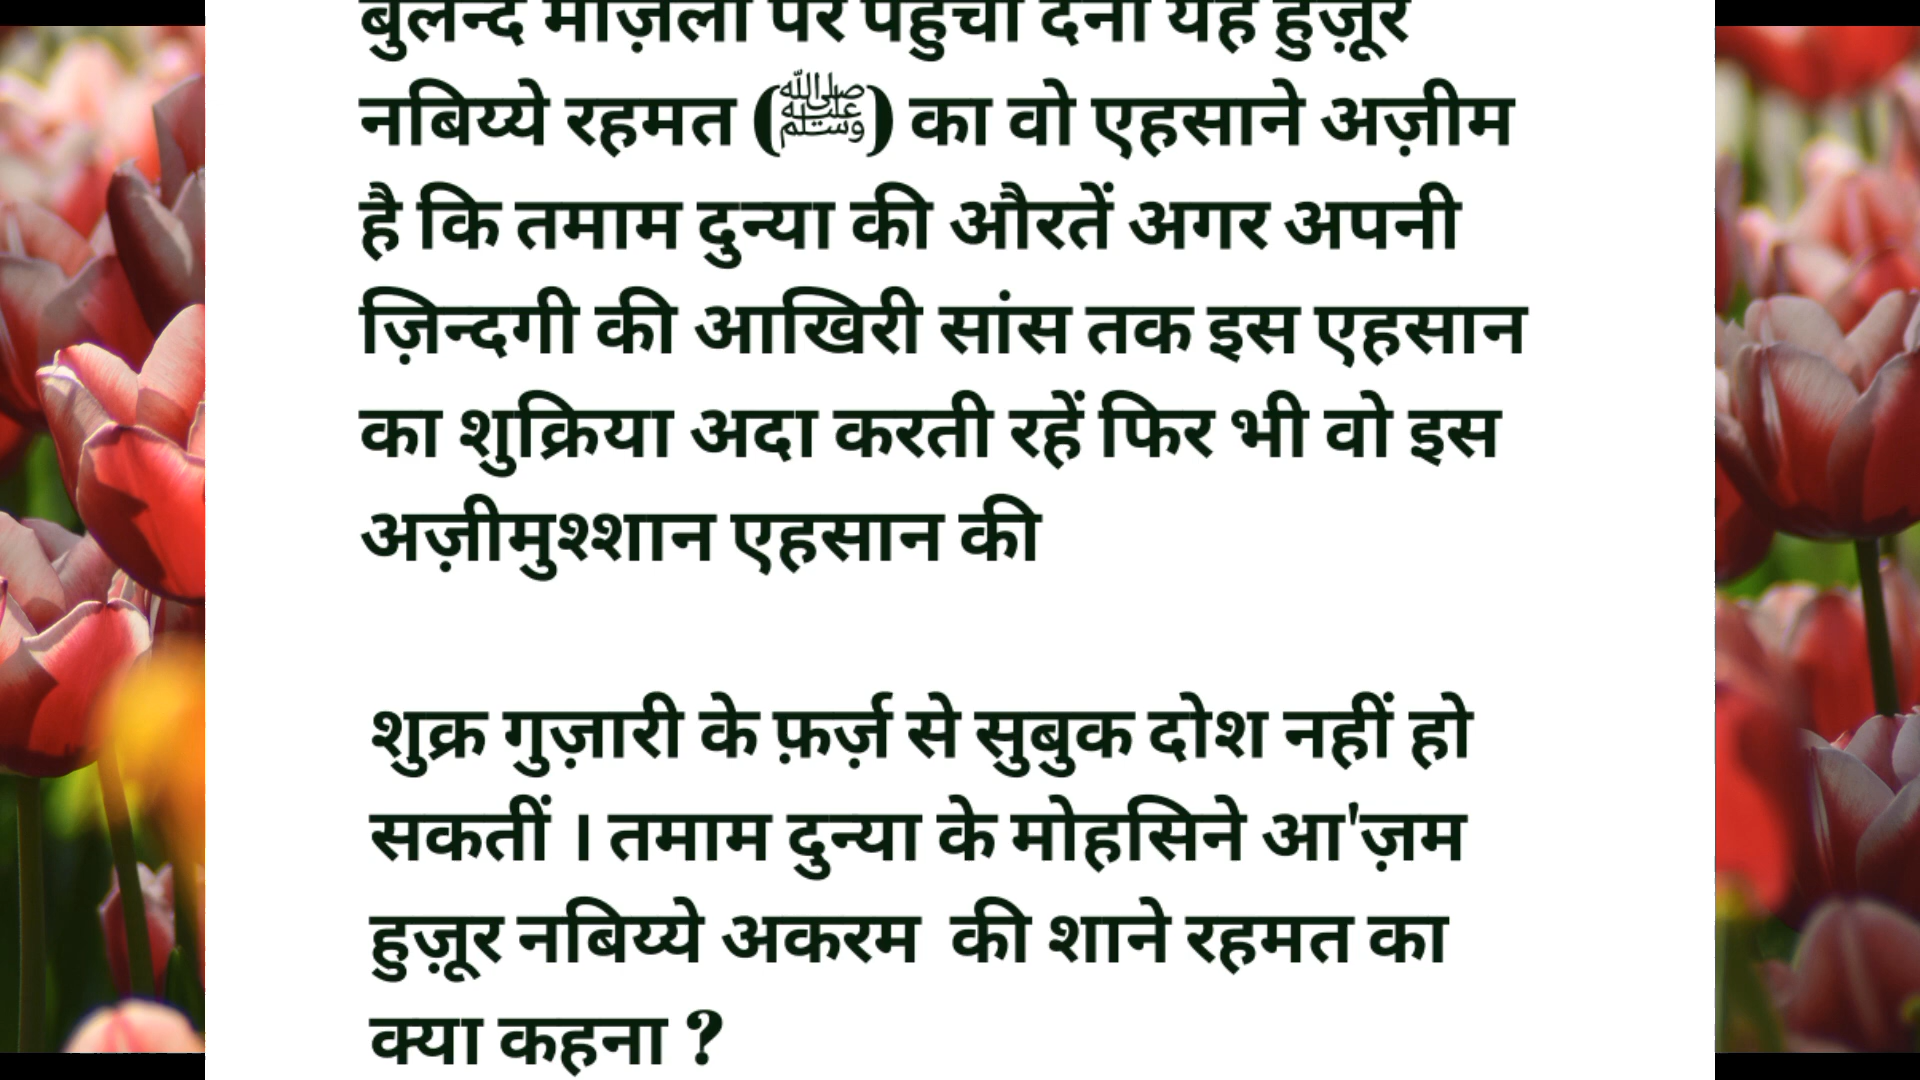 बुलन्द मंज़िलों पर पहुंचा देना यह हुज़ूर
नबिय्ये रहमत (ﷺ) का वो एहसाने अज़ीम
है कि तमाम दुन्या की औरतें अगर अपनी
ज़िन्दगी की आखिरी सांस तक इस एहसान
का शुक्रिया अदा करती रहें फिर भी वो इस
अज़ीमुश्शान एहसान की
शुक्र गुज़ारी के फ़र्ज़ से सुबुक दोश नहीं हो
सकतीं । तमाम दुन्या के मोहसिने आ'ज़म
हुज़ूर नबिय्ये अकरम की शाने रहमत का
क्या कहना ?